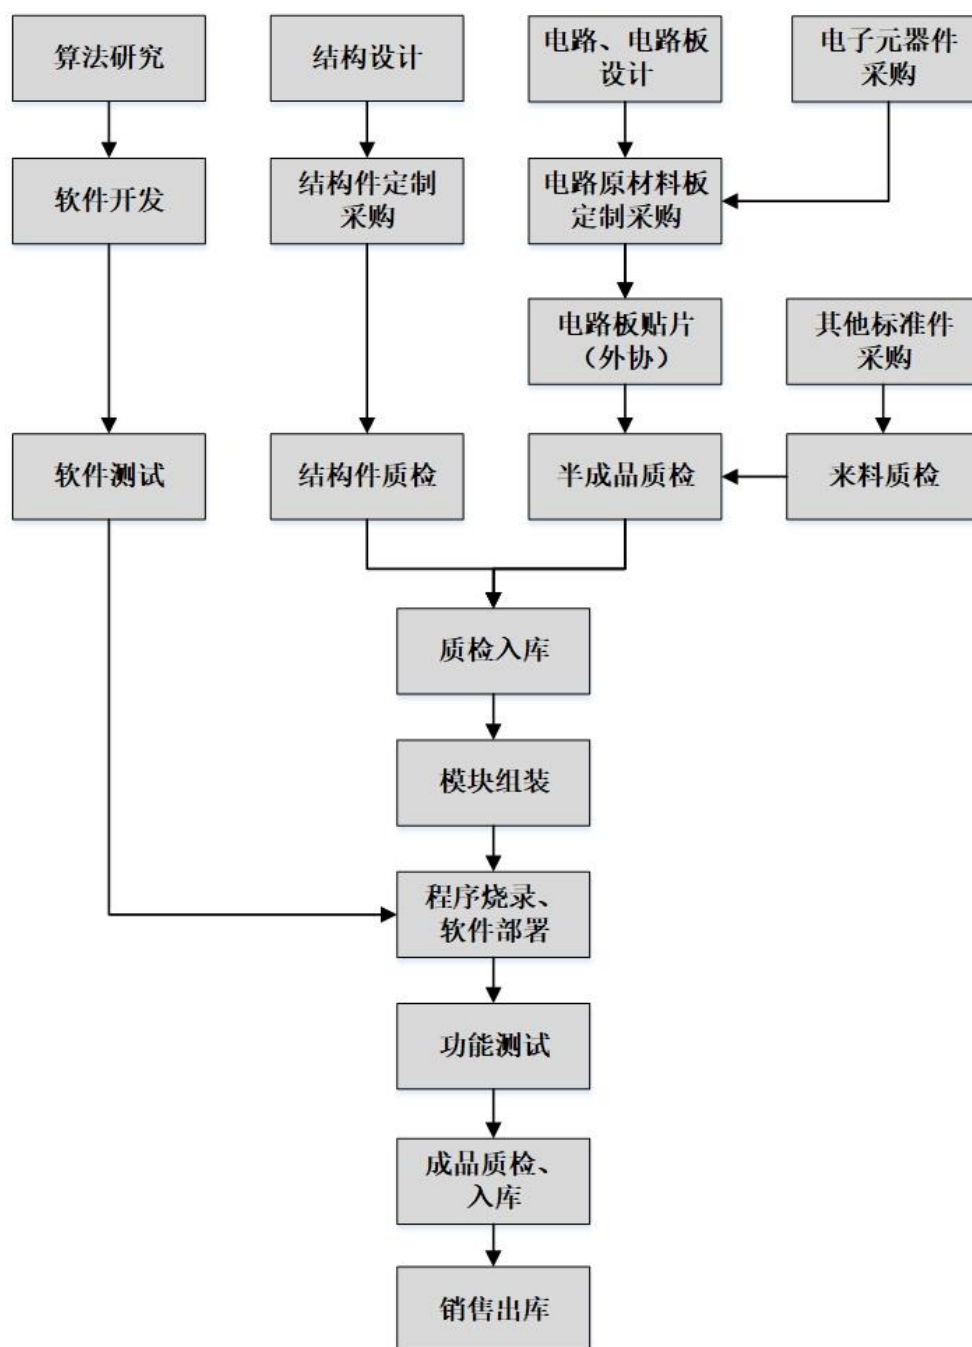 算法研究
结构设计
电路、电路板
设计
电子元器件
采购
软件开发
结构件定制
采购
电路原材料板
定制采购
电路板贴片
（外协）
其他标准件
采购
软件测试
结构件质检
半成品质检
来料质检
质检入库
模块组装
程序烧录、
软件部署
功能测试
成品质检、
入库
销售出库